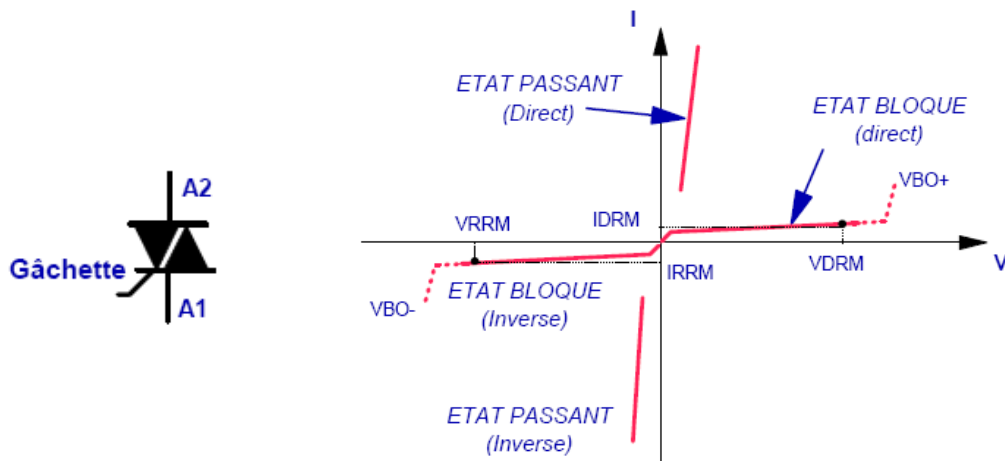 A2
Gâchette
A1
I
ETAT PASSANT
(Direct)
ETAT BLOQUE
(direct)
VBO+
VRRM
IDRM
V
VDRM
IRRM
VBO-
ETAT BLOQUE
(Inverse)
ETAT PASSANT
(Inverse)